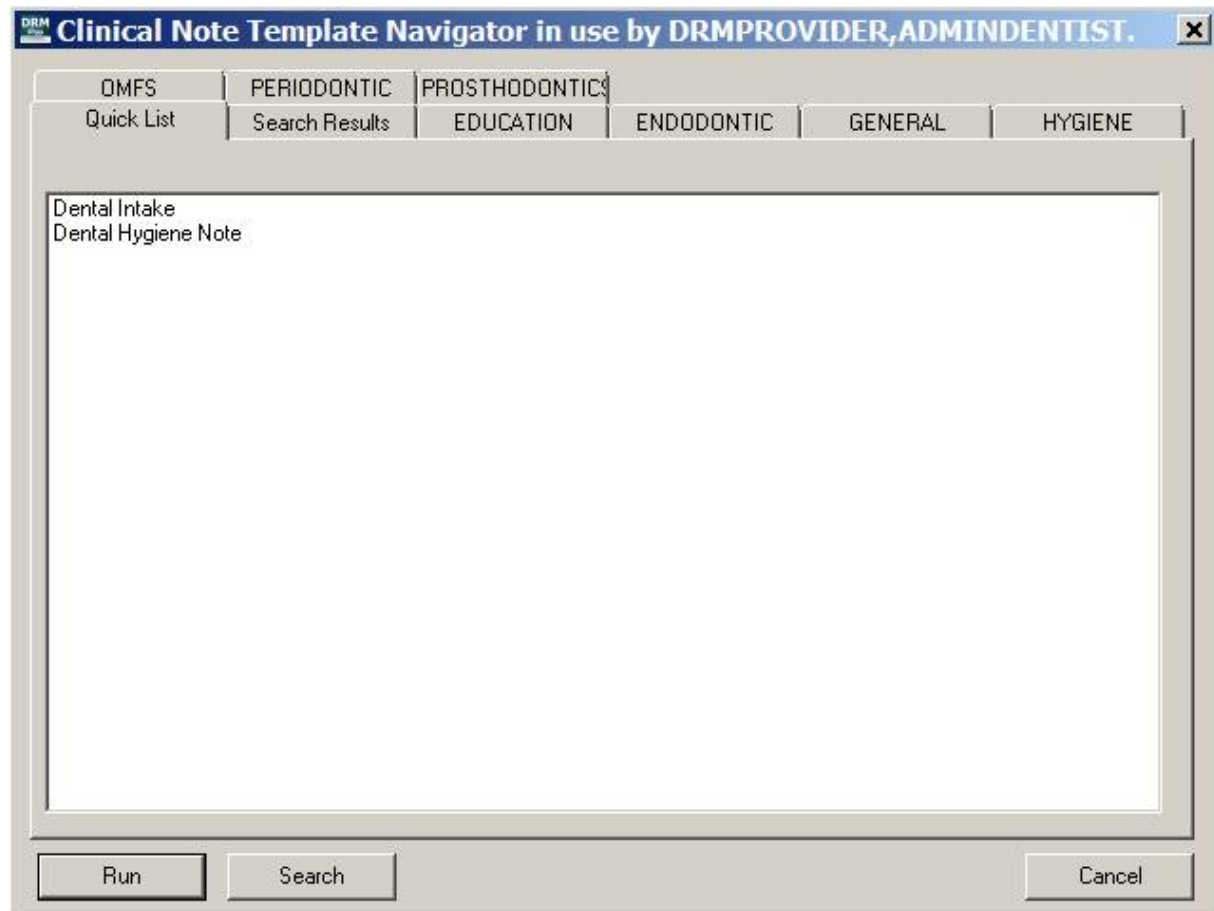 DRM Plus Clinical Note Template Navigator in use by DRMPROVIDER,ADMINDENTIST.
OMFS PERIODONTIC PROSTHODONTICS
Quick List Search Results EDUCATION ENDODONTIC GENERAL HYGIENE
Dental Intake
Dental Hygiene Note
Run Search Cancel